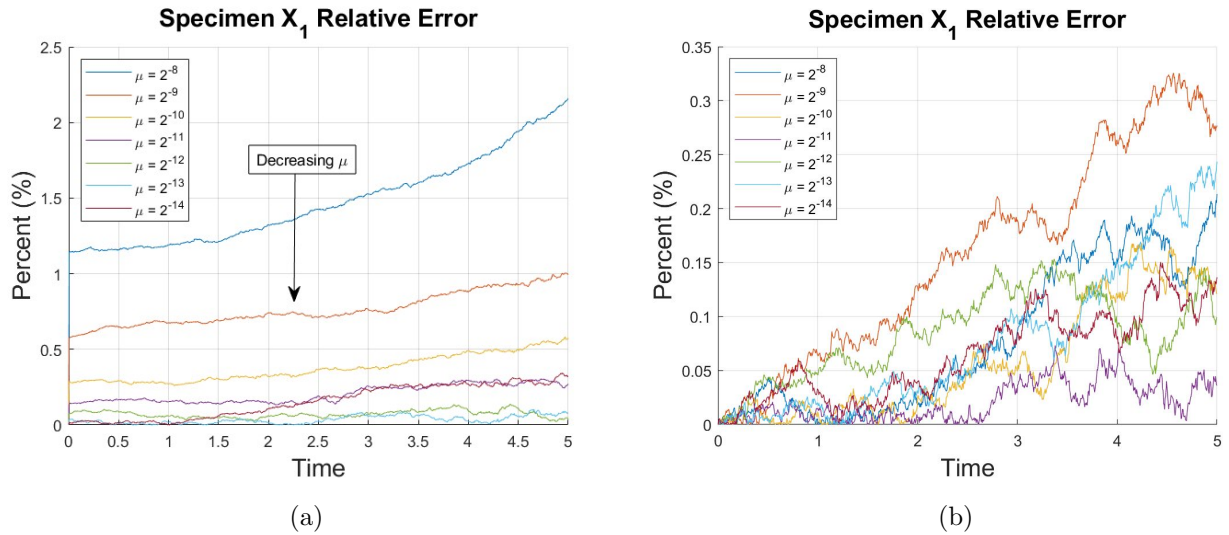 Specimen X₁ Relative Error
Percent (%)
2.5
2
1.5
1
0.5
0
μ = 2⁻⁸
μ = 2⁻⁹
μ = 2⁻¹⁰
μ = 2⁻¹¹
μ = 2⁻¹²
μ = 2⁻¹³
μ = 2⁻¹⁴
Decreasing μ
0 0.5 1 1.5 2 2.5 3 3.5 4 4.5 5
Time
(a)
Specimen X₁ Relative Error
Percent (%)
0.35
0.3
0.25
0.2
0.15
0.1
0.05
0
μ = 2⁻⁸
μ = 2⁻⁹
μ = 2⁻¹⁰
μ = 2⁻¹¹
μ = 2⁻¹²
μ = 2⁻¹³
μ = 2⁻¹⁴
0 1 2 3 4 5
Time
(b)